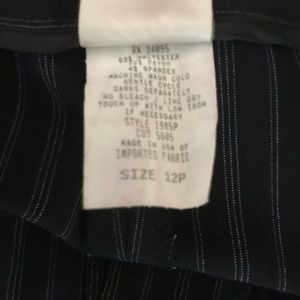 RN 34095
63% POLYESTER
33% RAYON
4% SPANDEX
MACHINE WASH COLD
GENTLE CYCLE
DARKS SEPARATELY
NO BLEACH / LINE DRY
TOUCH UP WITH LOW IRON
IF NECESSARY
STYLE 1985P
CUT 5605
MADE IN USA OF
IMPORTED FABRIC
SIZE 12P